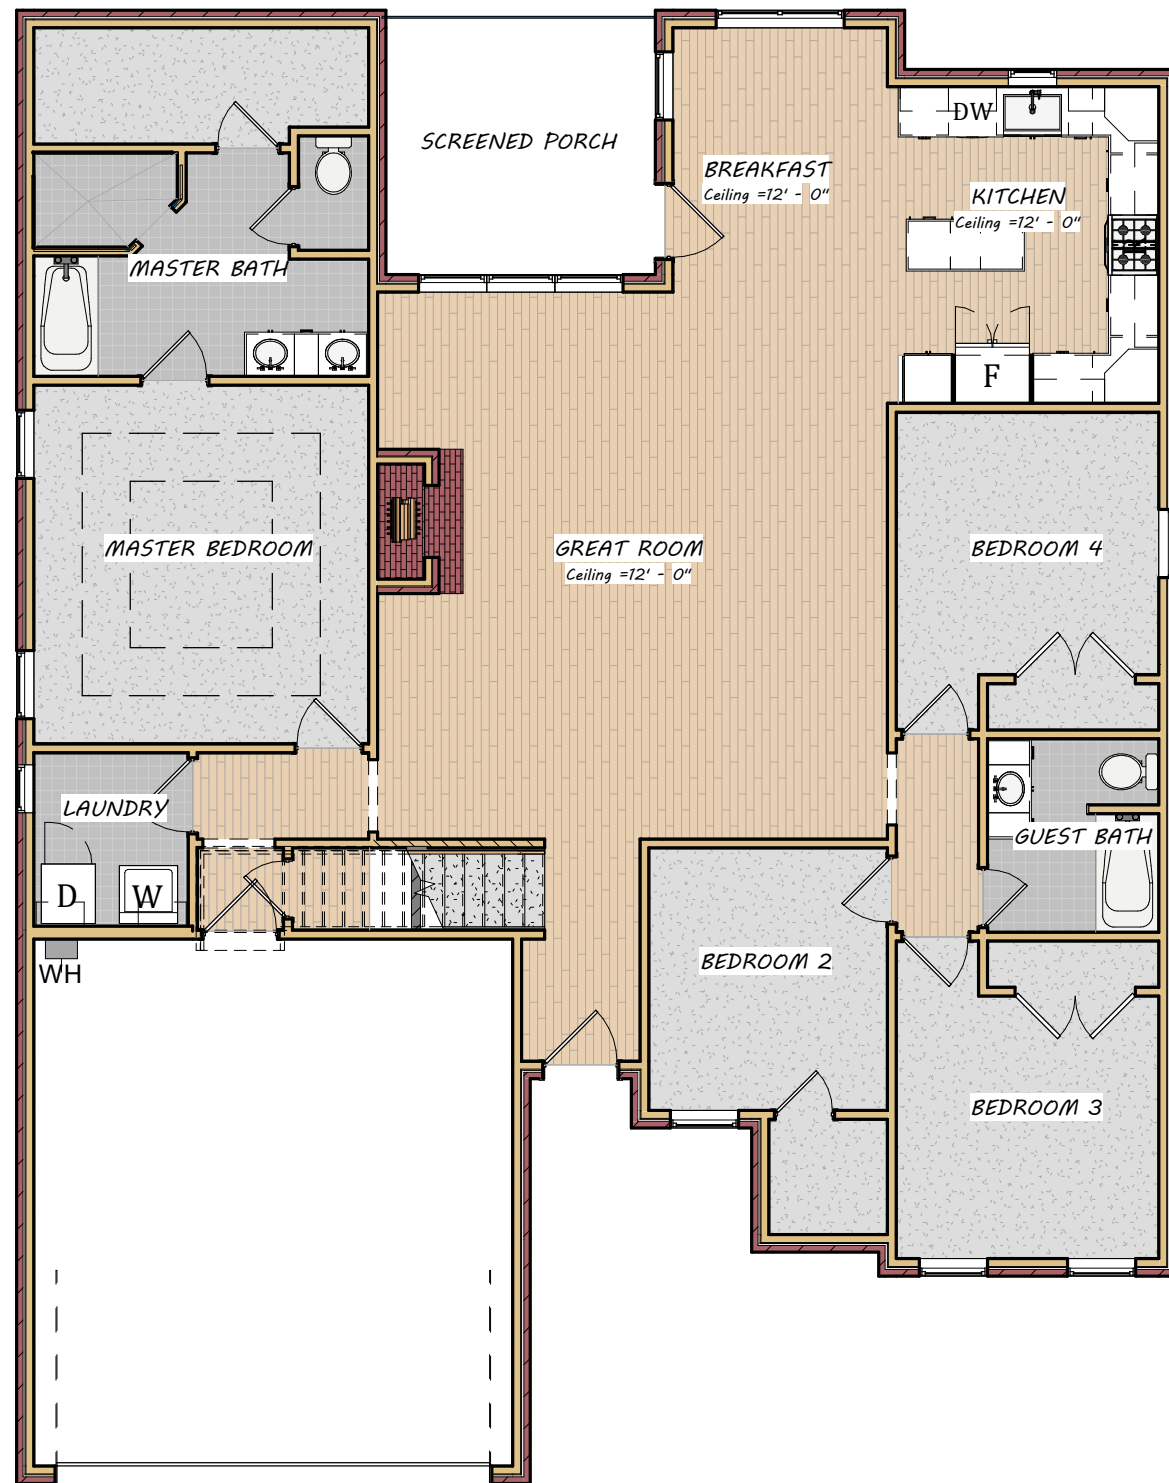 DW
SCREENED PORCH
BREAKFAST
Ceiling =12' - 0"
KITCHEN
Ceiling =12' - 0"
MASTER BATH
F
MASTER BEDROOM
GREAT ROOM
Ceiling =12' - 0"
BEDROOM 4
LAUNDRY
GUEST BATH
D
W
BEDROOM 2
WH
BEDROOM 3